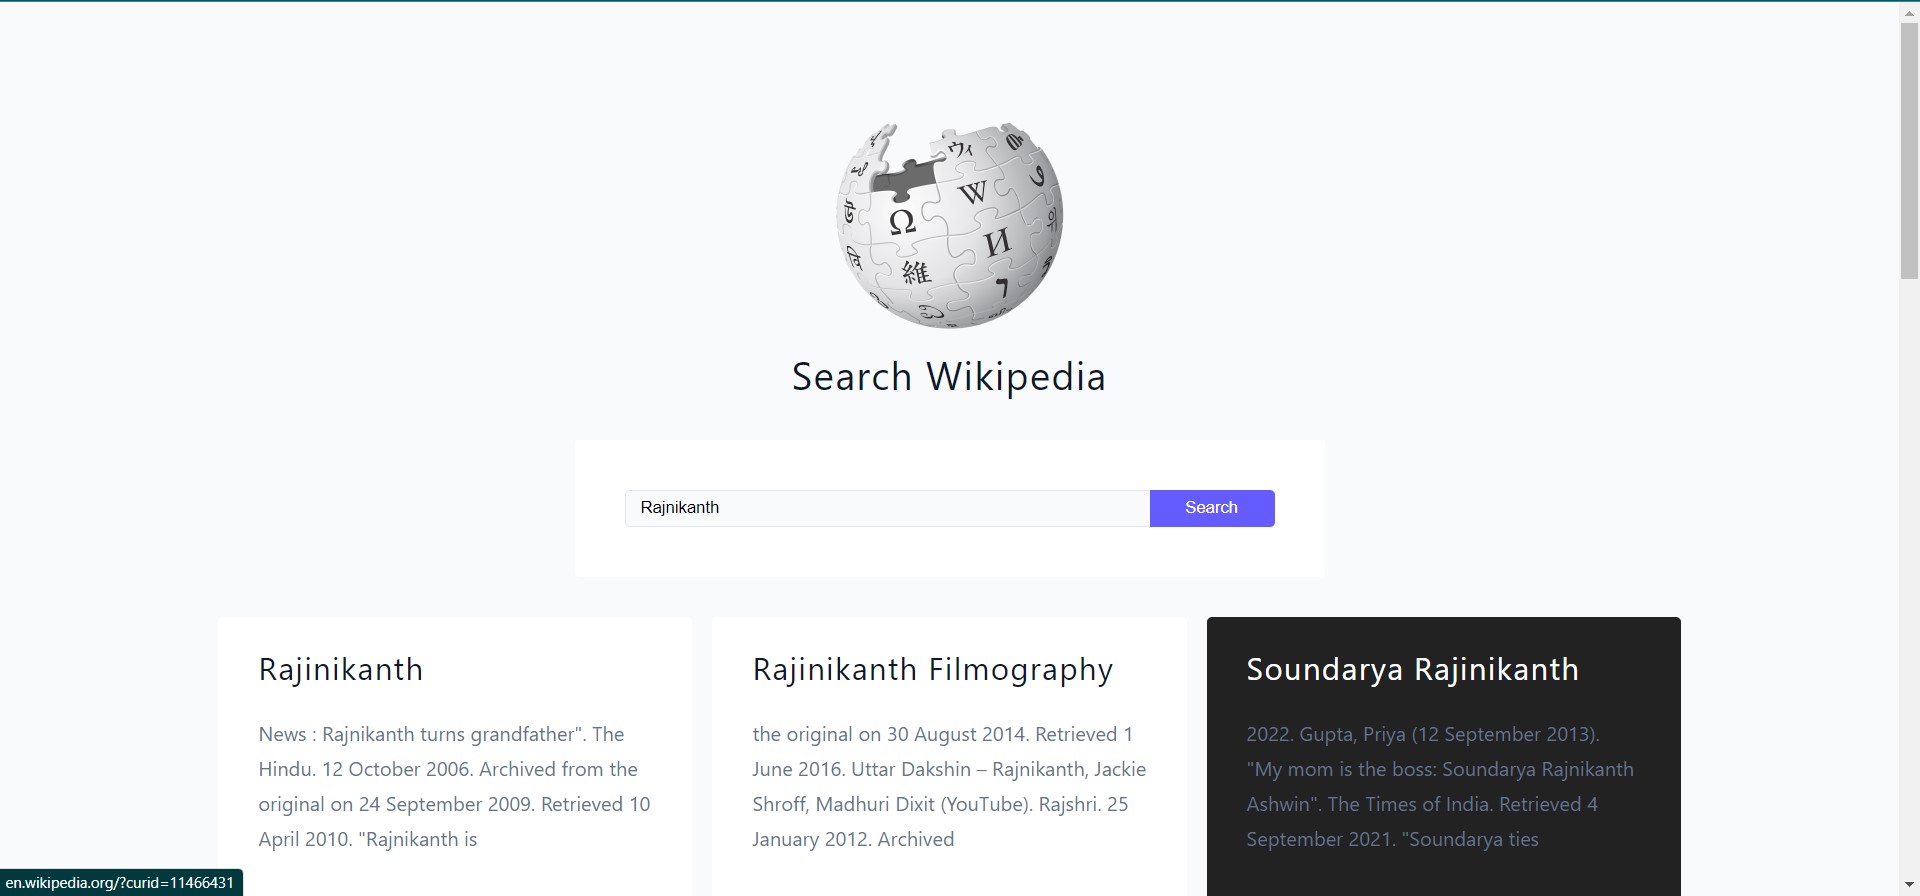 Ω
W
И
維
ウィ
Search Wikipedia
Rajnikanth
Search
Rajinikanth
News : Rajnikanth turns grandfather". The
Hindu. 12 October 2006. Archived from the
original on 24 September 2009. Retrieved 10
April 2010. "Rajnikanth is
Rajinikanth Filmography
the original on 30 August 2014. Retrieved 1
June 2016. Uttar Dakshin – Rajnikanth, Jackie
Shroff, Madhuri Dixit (YouTube). Rajshri. 25
January 2012. Archived
Soundarya Rajinikanth
2022. Gupta, Priya (12 September 2013).
"My mom is the boss: Soundarya Rajnikanth
Ashwin". The Times of India. Retrieved 4
September 2021. "Soundarya ties
en.wikipedia.org/?curid=11466431